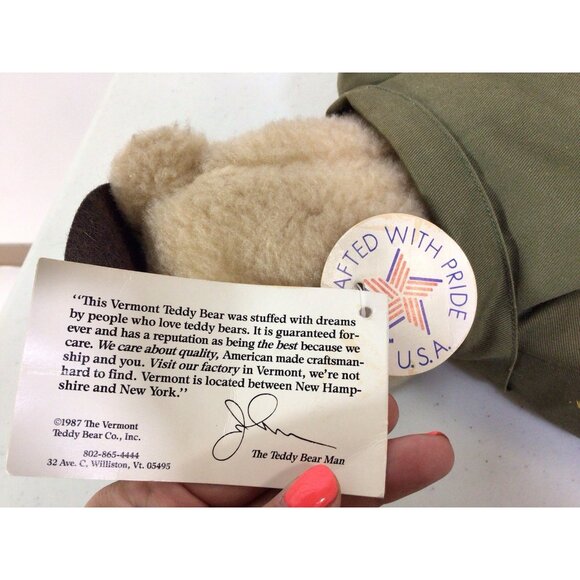 "This Vermont Teddy Bear was stuffed with dreams
by people who love teddy bears. It is guaranteed for-
ever and has a reputation as being the best because we
care. We care about quality, American made craftsman-
ship and you. Visit our factory in Vermont, we're not
hard to find. Vermont is located between New Hamp-
shire and New York."
©1987 The Vermont
Teddy Bear Co., Inc.
802-865-4444
32 Ave. C, Williston, Vt. 05495
The Teddy Bear Man
AFTED WITH PRIDE
U.S.A.